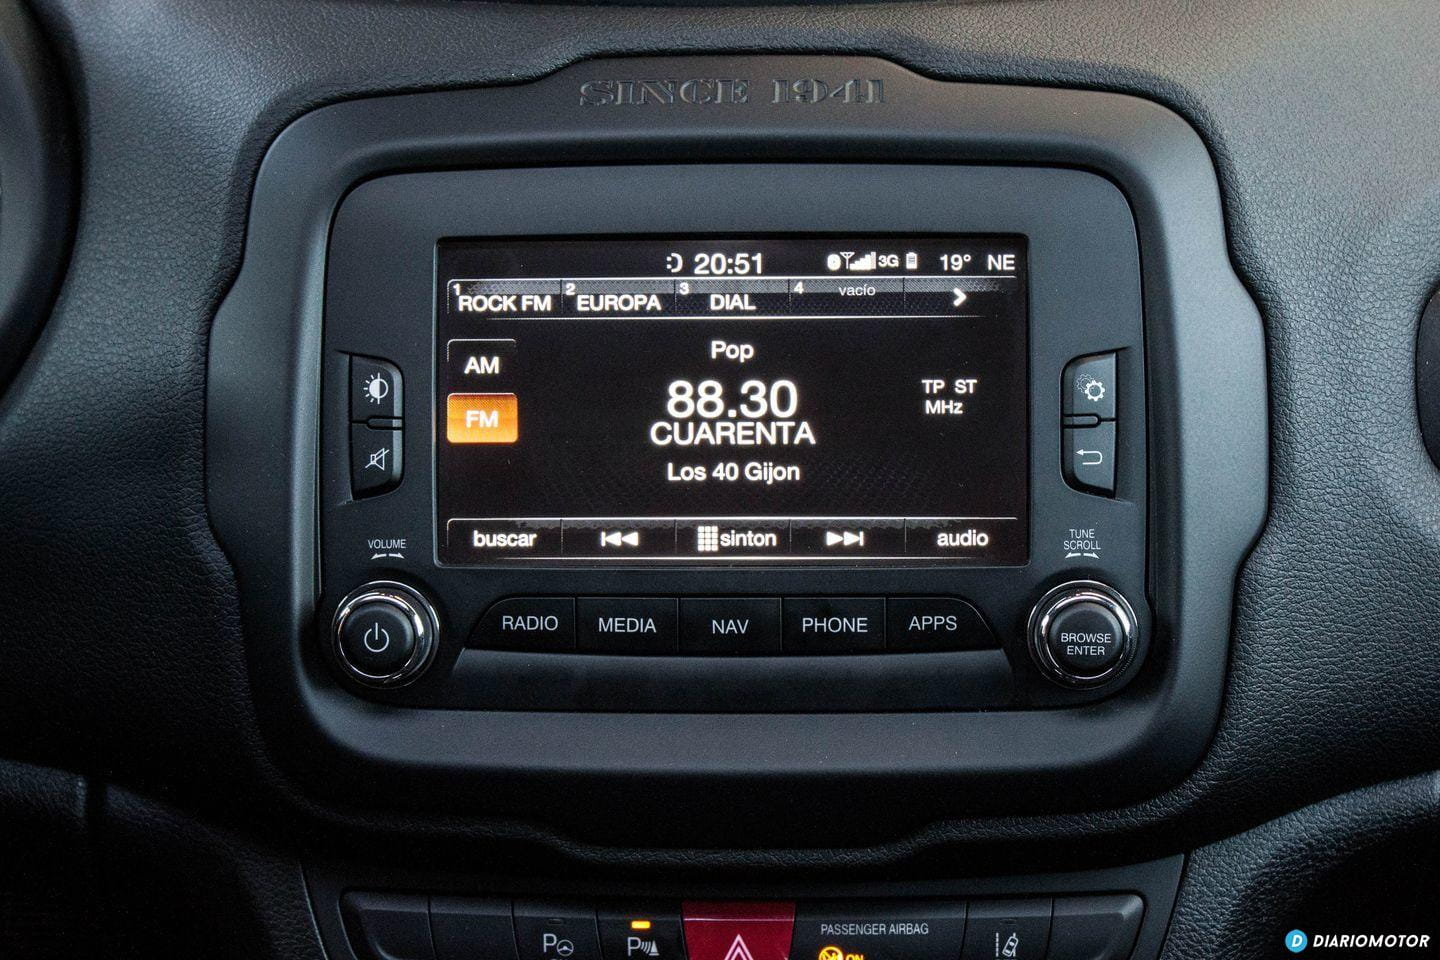 SINCE 1941
20:51 3G 19° NE
1 ROCK FM 2 EUROPA 3 DIAL 4 vacío
AM
Pop
88.30
TP ST
MHz
FM
CUARENTA
Los 40 Gijon
buscar sinton audio
VOLUME
TUNE
SCROLL
RADIO MEDIA NAV PHONE APPS
BROWSE
ENTER
P P
PASSENGER AIRBAG
ON
DIARIOMOTOR